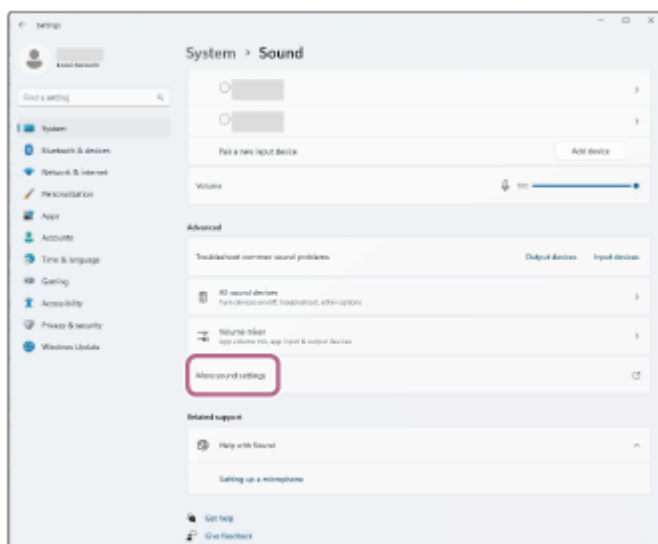 Settings
System > Sound
Local Account
Find a setting
System
Bluetooth & devices
Network & internet
Personalization
Apps
Accounts
Time & language
Gaming
Accessibility
Privacy & security
Windows Update
Pair a new input device
Add device
Volume
100
Advanced
Troubleshoot common sound problems
Output devices
Input devices
All sound devices
Turn devices on/off, troubleshoot, other options
Volume mixer
App volume mix, app input & output devices
More sound settings
Related support
Help with Sound
Setting up a microphone
Get help
Give feedback